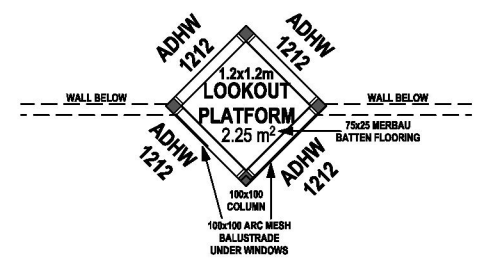 ADHW
1212
ADHW
1212
1.2x1.2m
LOOKOUT
PLATFORM
2.25 m²
WALL BELOW
WALL BELOW
75x25 MERBAU
BATTEN FLOORING
ADHW
1212
ADHW
1212
100x100
COLUMN
100x100 ARC MESH
BALUSTRADE
UNDER WINDOWS